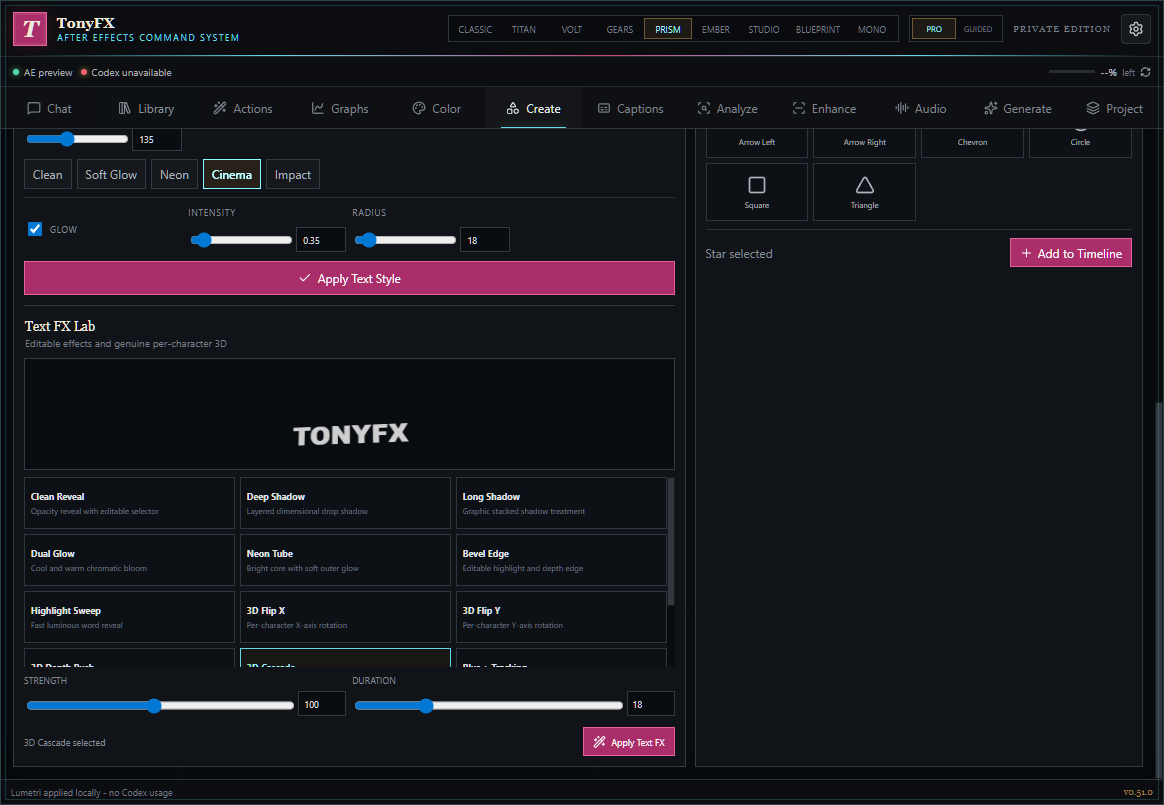 T
TonyFX
AFTER EFFECTS COMMAND SYSTEM
CLASSIC TITAN VOLT GEARS PRISM EMBER STUDIO BLUEPRINT MONO
PRO GUIDED
PRIVATE EDITION
AE preview Codex unavailable
--% left
Chat Library Actions Graphs Color Create Captions Analyze Enhance Audio Generate Project
135
Clean Soft Glow Neon Cinema Impact
GLOW
INTENSITY
0.35
RADIUS
18
Apply Text Style
Text FX Lab
Editable effects and genuine per-character 3D
TONYFX
Clean Reveal
Opacity reveal with editable selector
Deep Shadow
Layered dimensional drop shadow
Long Shadow
Graphic stacked shadow treatment
Dual Glow
Cool and warm chromatic bloom
Neon Tube
Bright core with soft outer glow
Bevel Edge
Editable highlight and depth edge
Highlight Sweep
Fast luminous word reveal
3D Flip X
Per-character X-axis rotation
3D Flip Y
Per-character Y-axis rotation
3D Depth Push
3D Cascade
Blur + Tracking
STRENGTH
100
DURATION
18
3D Cascade selected
Apply Text FX
Arrow Left
Arrow Right
Chevron
Circle
Square
Triangle
Star selected
Add to Timeline
Lumetri applied locally - no Codex usage
v0.51.0